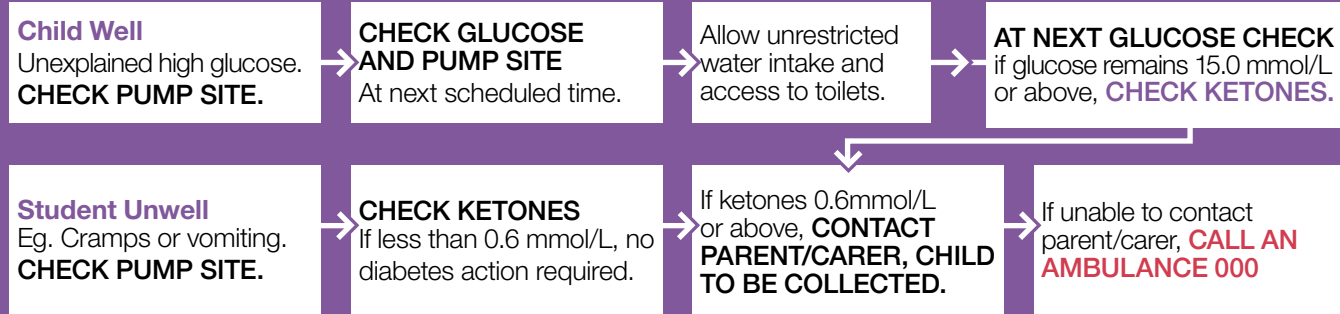 Child Well
Unexplained high glucose.
CHECK PUMP SITE.
CHECK GLUCOSE
AND PUMP SITE
At next scheduled time.
Allow unrestricted
water intake and
access to toilets.
AT NEXT GLUCOSE CHECK
if glucose remains 15.0 mmol/L
or above, CHECK KETONES.
Student Unwell
Eg. Cramps or vomiting.
CHECK PUMP SITE.
CHECK KETONES
If less than 0.6 mmol/L, no
diabetes action required.
If ketones 0.6mmol/L
or above, CONTACT
PARENT/CARER, CHILD
TO BE COLLECTED.
If unable to contact
parent/carer, CALL AN
AMBULANCE 000